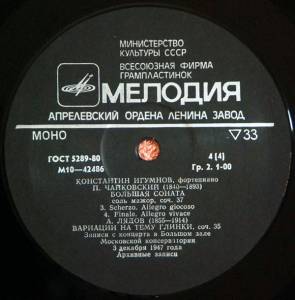 МИНИСТЕРСТВО
КУЛЬТУРЫ СССР
ВСЕСОЮЗНАЯ ФИРМА
ГРАМПЛАСТИНОК
МЕЛОДИЯ
АПРЕЛЕВСКИЙ ОРДЕНА ЛЕНИНА ЗАВОД
МОНО ▽33
ГОСТ 5289-80 4 [4]
М10—42486 Гр. 2. 1-00
КОНСТАНТИН ИГУМНОВ, фортепиано
П. ЧАЙКОВСКИЙ (1840—1893)
БОЛЬШАЯ СОНАТА
соль мажор, соч. 37
3. Scherzo. Allegro giocoso
4. Finale. Allegro vivace
А. ЛЯДОВ (1855—1914)
ВАРИАЦИИ НА ТЕМУ ГЛИНКИ, соч. 35
Записи с концерта в Большом зале
Московской консерватории
3 декабря 1947 года
Архивные записи